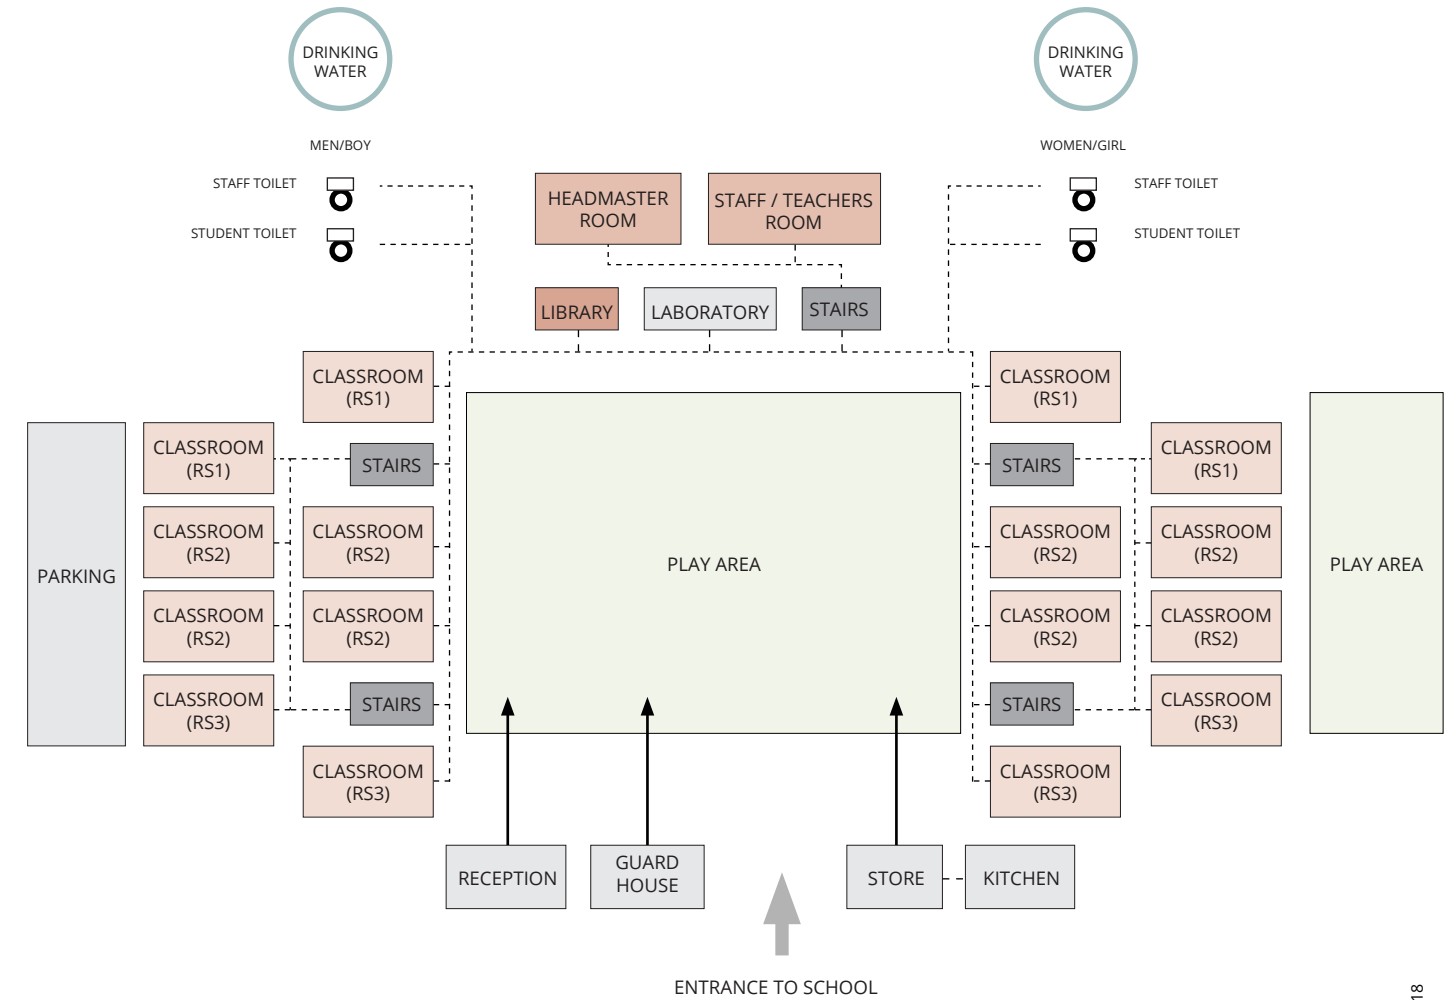 DRINKING
WATER
DRINKING
WATER
MEN/BOY
WOMEN/GIRL
STAFF TOILET
STAFF TOILET
STUDENT TOILET
STUDENT TOILET
HEADMASTER
ROOM
STAFF / TEACHERS
ROOM
LIBRARY
LABORATORY
STAIRS
CLASSROOM
(RS1)
CLASSROOM
(RS1)
CLASSROOM
(RS1)
STAIRS
STAIRS
CLASSROOM
(RS1)
CLASSROOM
(RS2)
CLASSROOM
(RS2)
CLASSROOM
(RS2)
CLASSROOM
(RS2)
PARKING
PLAY AREA
PLAY AREA
CLASSROOM
(RS2)
CLASSROOM
(RS2)
CLASSROOM
(RS2)
CLASSROOM
(RS2)
CLASSROOM
(RS3)
STAIRS
STAIRS
CLASSROOM
(RS3)
CLASSROOM
(RS3)
CLASSROOM
(RS3)
RECEPTION
GUARD
HOUSE
STORE
KITCHEN
ENTRANCE TO SCHOOL
18